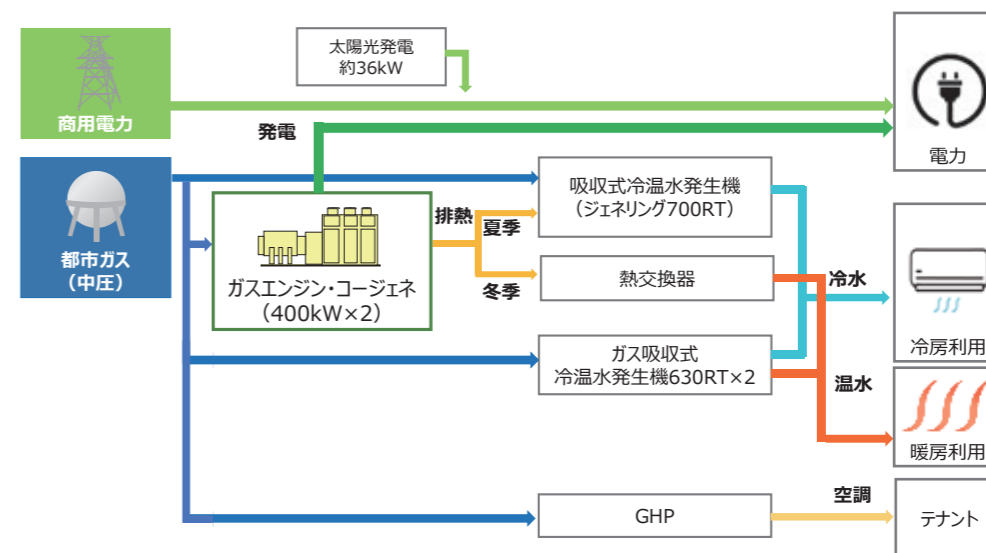 太陽光発電
約36kW
商用電力
発電
電力
都市ガス
（中圧）
排熱
夏季
冬季
吸収式冷温水発生機
（ジェネリング700RT）
ガスエンジン・コージェネ
（400kW×2）
熱交換器
冷水
冷房利用
ガス吸収式
冷温水発生機630RT×2
温水
暖房利用
GHP
空調
テナント